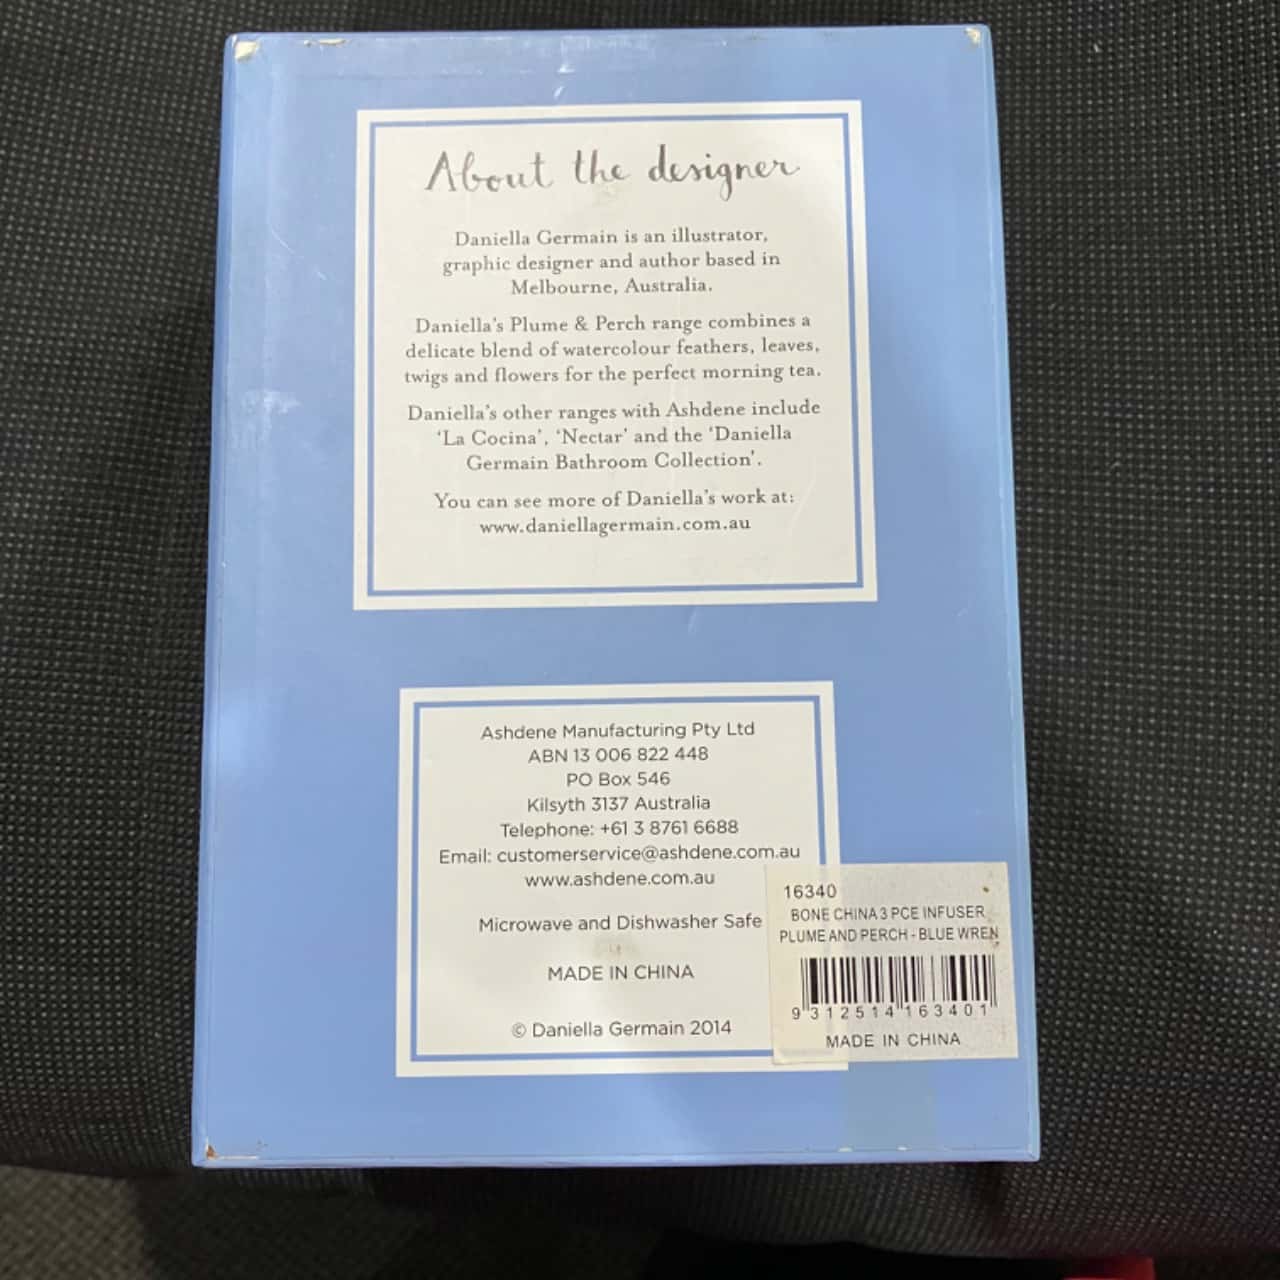 About the designer
Daniella Germain is an illustrator,
graphic designer and author based in
Melbourne, Australia.
Daniella's Plume & Perch range combines a
delicate blend of watercolour feathers, leaves,
twigs and flowers for the perfect morning tea.
Daniella's other ranges with Ashdene include
'La Cocina', 'Nectar' and the 'Daniella
Germain Bathroom Collection'.
You can see more of Daniella's work at:
www.daniellagermain.com.au
Ashdene Manufacturing Pty Ltd
ABN 13 006 822 448
PO Box 546
Kilsyth 3137 Australia
Telephone: +61 3 8761 6688
Email: customerservice@ashdene.com.au
www.ashdene.com.au
Microwave and Dishwasher Safe
MADE IN CHINA
© Daniella Germain 2014
16340
BONE CHINA 3 PCE INFUSER
PLUME AND PERCH - BLUE WREN
9 312514 163401
MADE IN CHINA